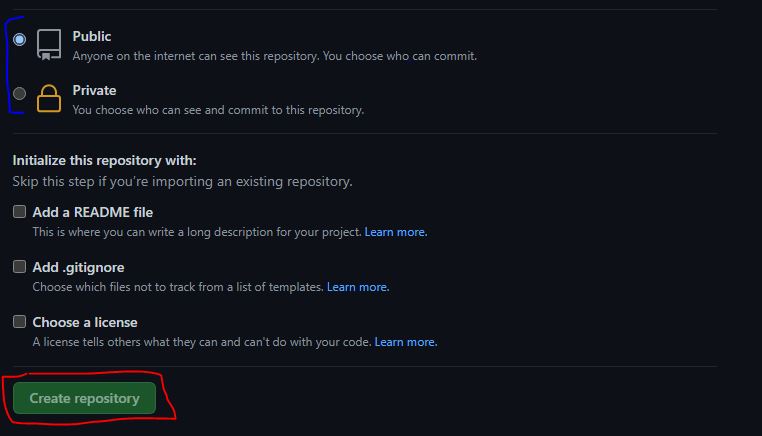 Public
Anyone on the internet can see this repository. You choose who can commit.
Private
You choose who can see and commit to this repository.
Initialize this repository with:
Skip this step if you're importing an existing repository.
Add a README file
This is where you can write a long description for your project. Learn more.
Add .gitignore
Choose which files not to track from a list of templates. Learn more.
Choose a license
A license tells others what they can and can't do with your code. Learn more.
Create repository